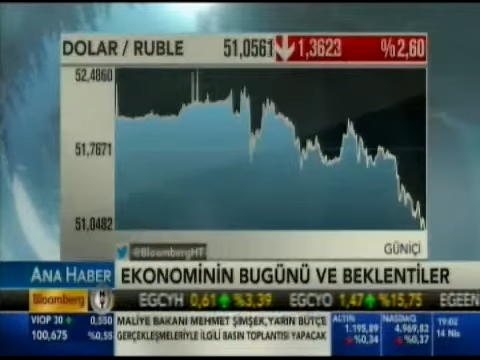 DOLAR / RUBLE 51,0561 1,3623 %2,60
52,4860
51,7671
51,0482
@BloombergHT
GÜNİÇİ
ANA HABER EKONOMİNİN BUGÜNÜ VE BEKLENTİLER
Bloomberg EGCYH 0,61 %3,39 EGCYO 1,47 %15,75 EGEEN
VIOP 30 0,550 MALİYE BAKANI MEHMET ŞİMŞEK, YARIN BÜTÇE ALTIN NASDAQ 19:02
100,675 %0,55 GERÇEKLEŞMELERİYLE İLGİLİ BASIN TOPLANTISI YAPACAK 1.195,89 4.969,82 14 Nis
%0,34 %0,37